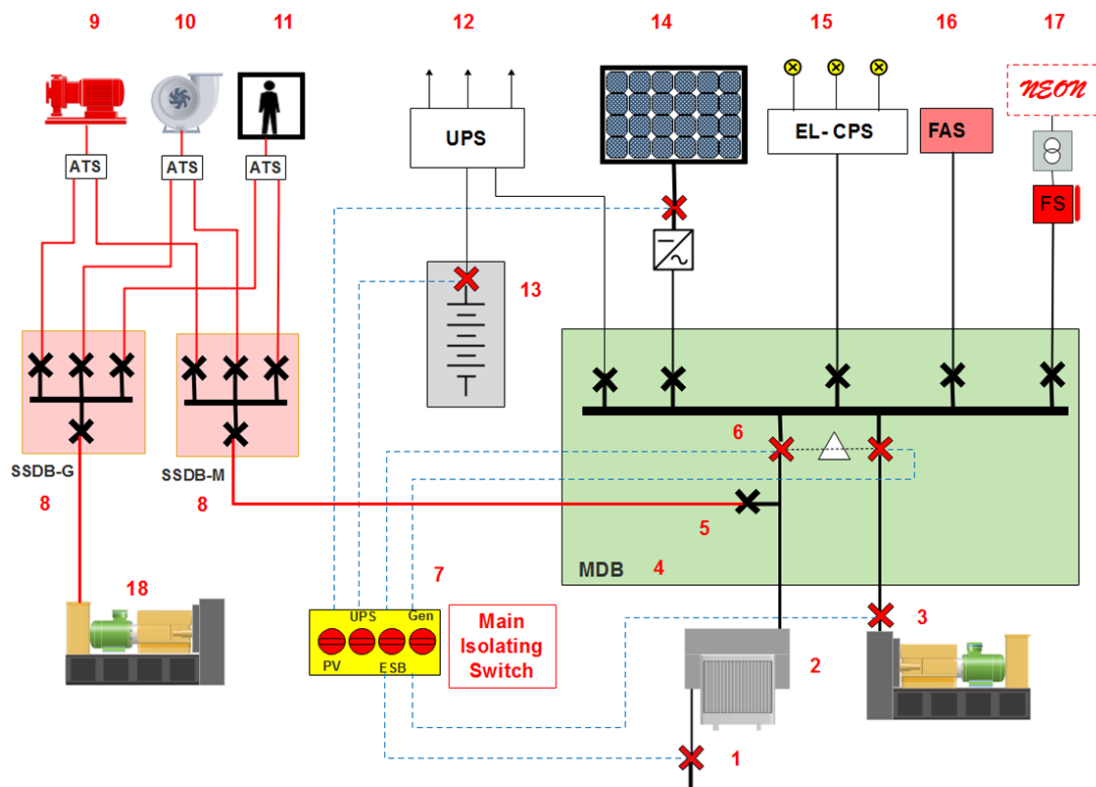 9
10
11
12
14
15
16
17
NEON
UPS
EL- CPS
FAS
ATS
ATS
ATS
FS
13
6
SSDB-G
SSDB-M
8
8
5
MDB
4
7
18
UPS
Gen
PV
ESB
Main
Isolating
Switch
3
2
1